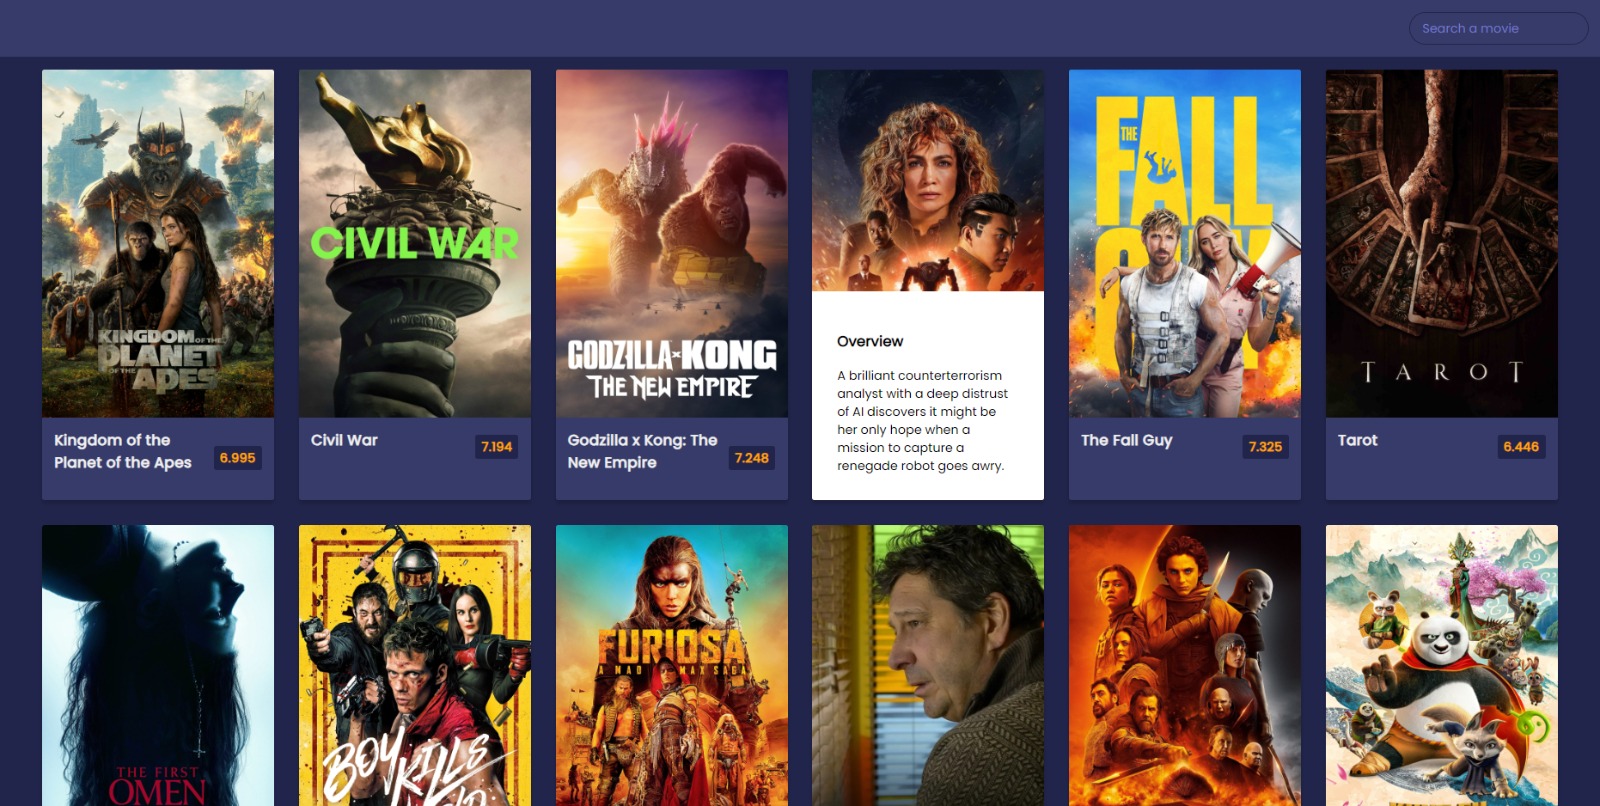 Search a movie
KINGDOM OF THE
PLANET
OF THE APES
CIVIL WAR
GODZILLA x KONG
THE NEW EMPIRE
THE
FALL
GUY
TAROT
Overview
A brilliant counterterrorism
analyst with a deep distrust
of AI discovers it might be
her only hope when a
mission to capture a
renegade robot goes awry.
Kingdom of the
Planet of the Apes
6.995
Civil War
7.194
Godzilla x Kong: The
New Empire
7.248
The Fall Guy
7.325
Tarot
6.446
THE FIRST
OMEN
BOY KILLS
FURIOSA
A MAD MAX SAGA